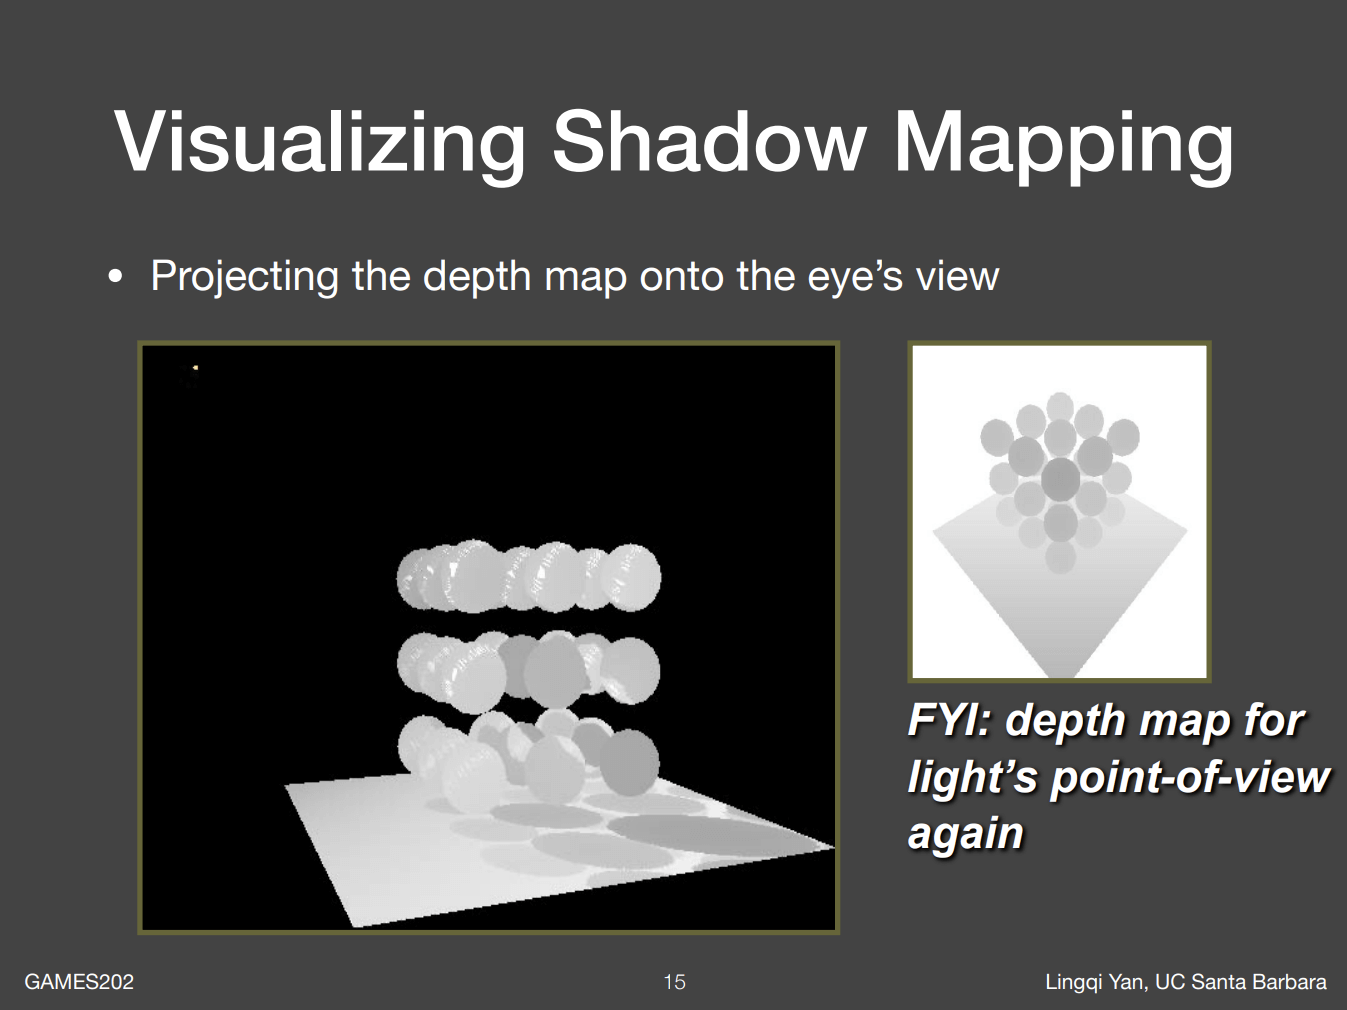 Visualizing Shadow Mapping
• Projecting the depth map onto the eye’s view
FYI: depth map for
light’s point-of-view
again
GAMES202
15
Lingqi Yan, UC Santa Barbara